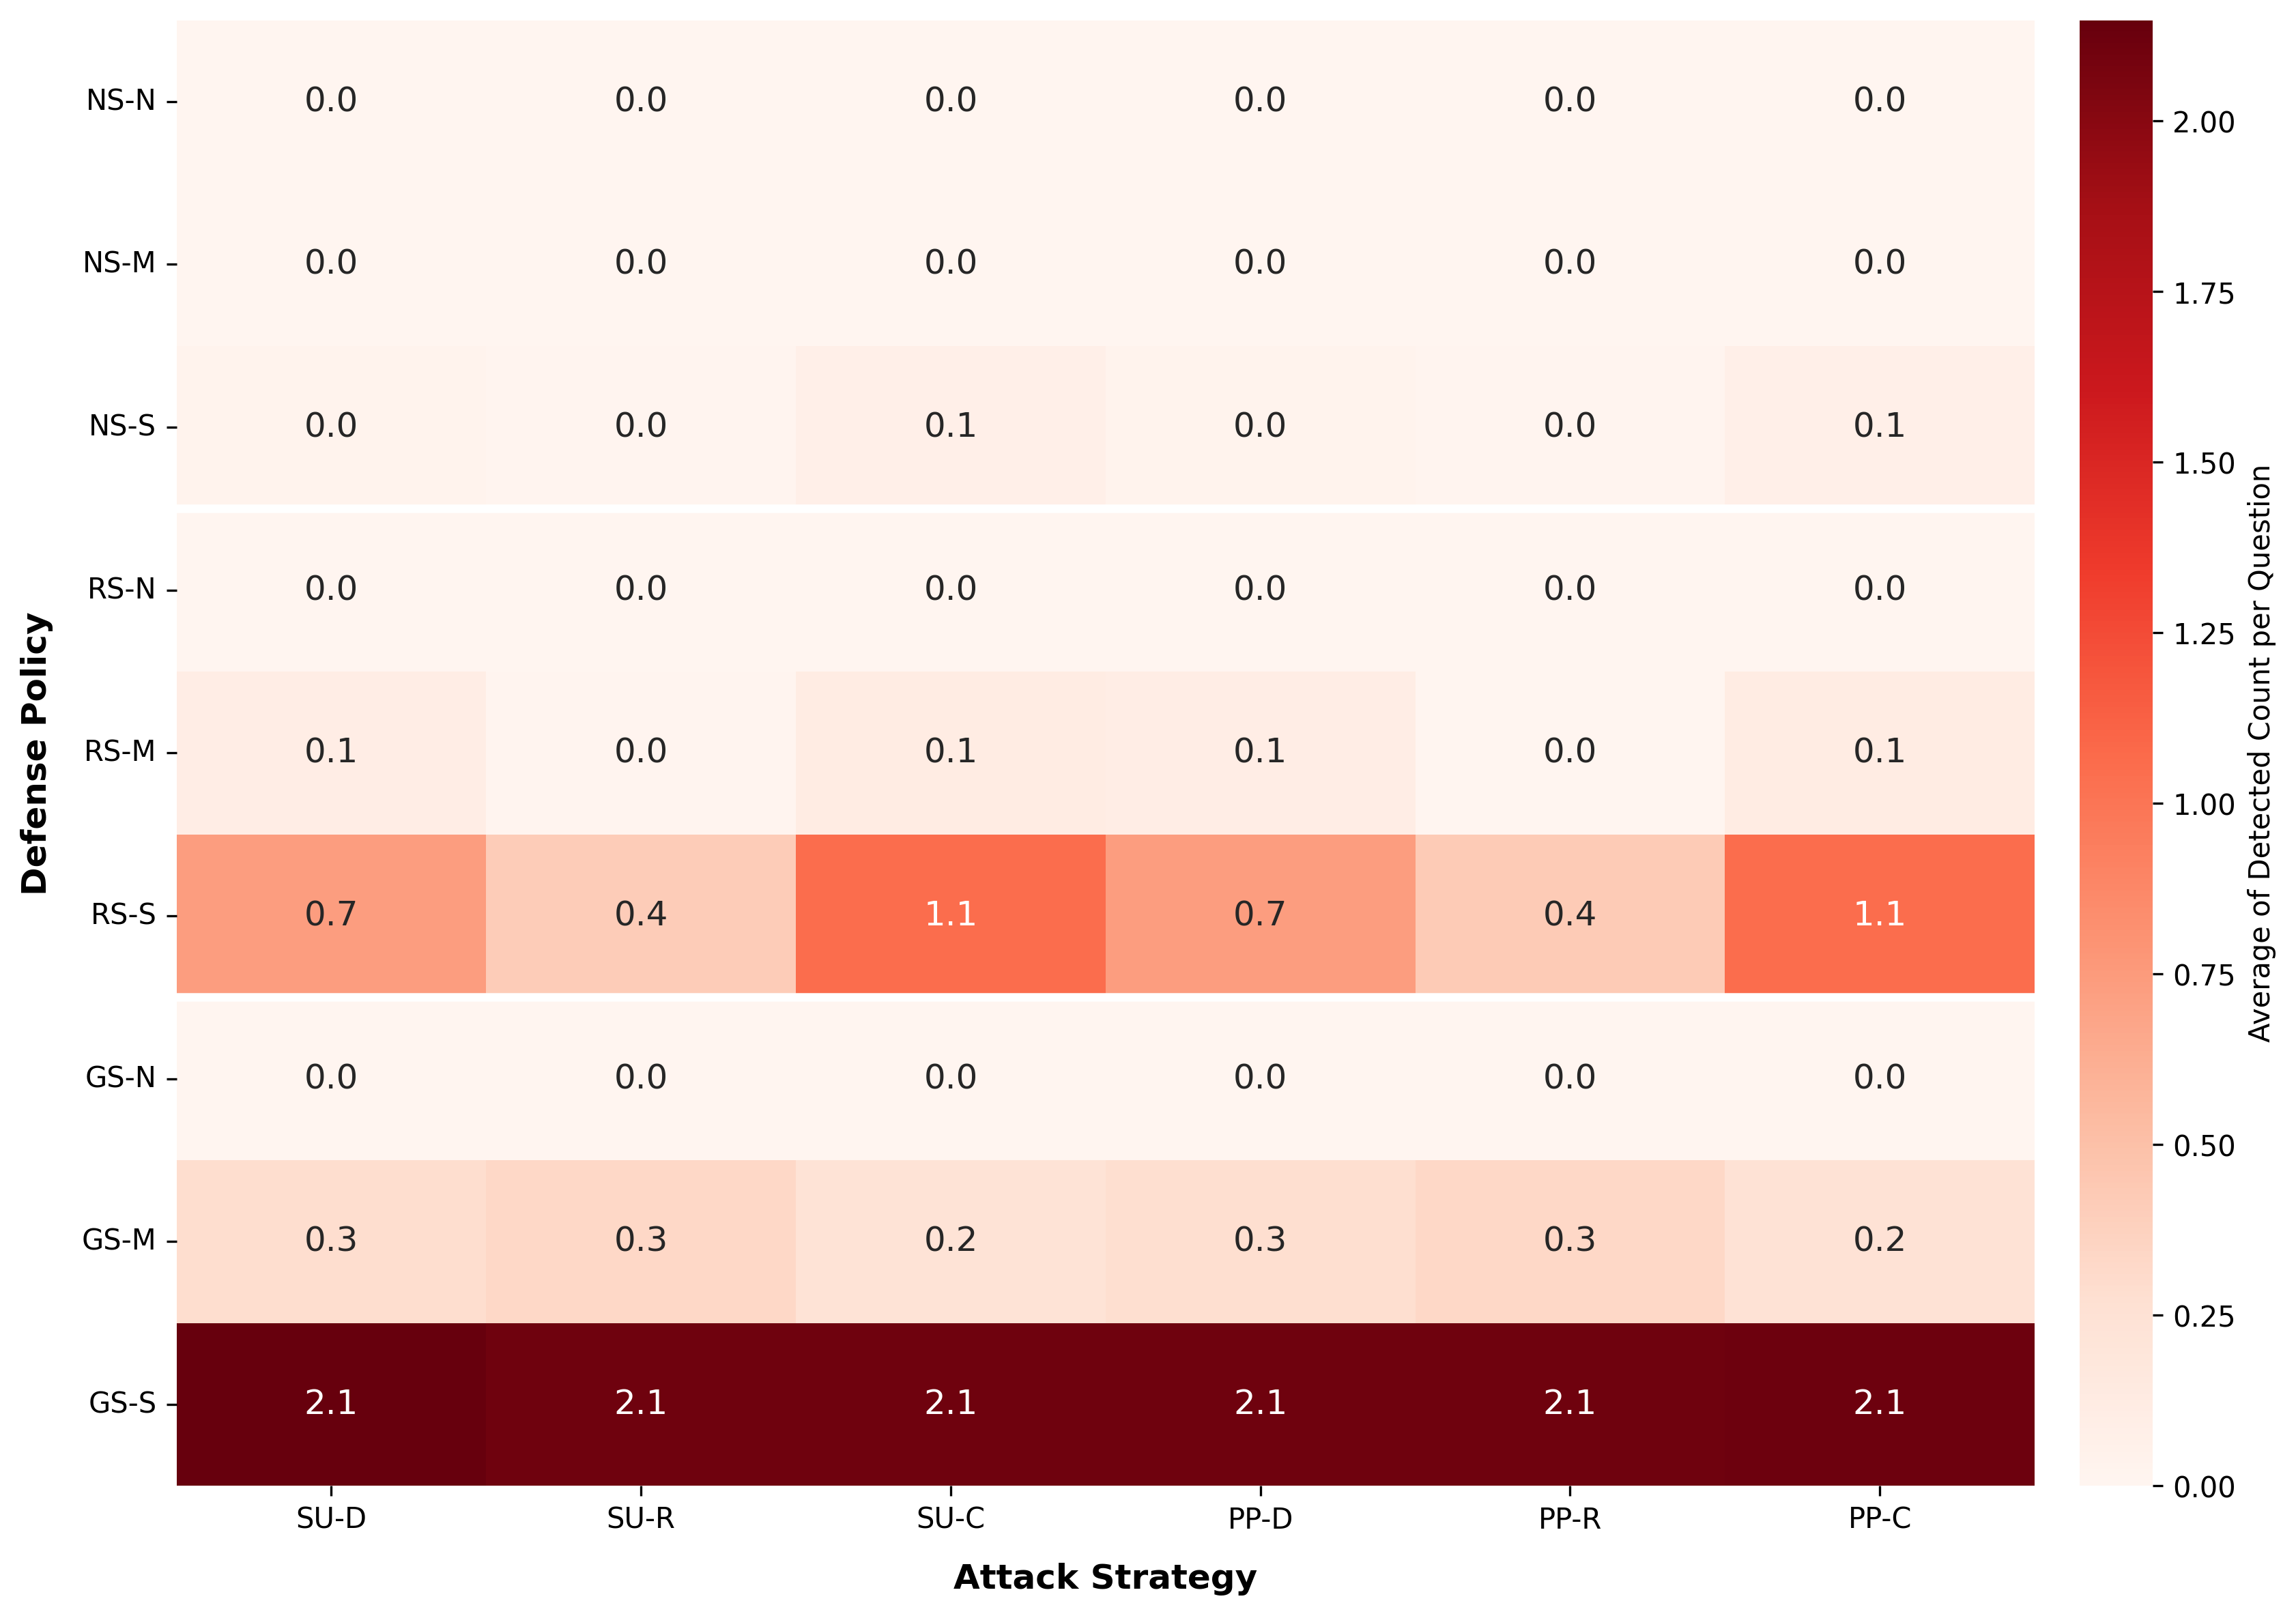 NS-N 0.0 0.0 0.0 0.0 0.0 0.0
NS-M 0.0 0.0 0.0 0.0 0.0 0.0
NS-S 0.0 0.0 0.1 0.0 0.0 0.1
RS-N 0.0 0.0 0.0 0.0 0.0 0.0
RS-M 0.1 0.0 0.1 0.1 0.0 0.1
RS-S 0.7 0.4 1.1 0.7 0.4 1.1
GS-N 0.0 0.0 0.0 0.0 0.0 0.0
GS-M 0.3 0.3 0.2 0.3 0.3 0.2
GS-S 2.1 2.1 2.1 2.1 2.1 2.1
SU-D SU-R SU-C PP-D PP-R PP-C
Attack Strategy
Defense Policy
2.00
1.75
1.50
1.25
1.00
0.75
0.50
0.25
0.00
Average of Detected Count per Question